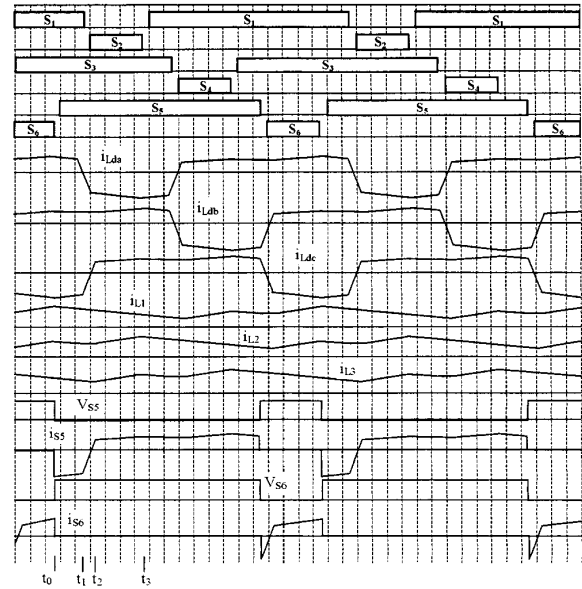 S1 S1 S1
S2 S2
S3 S3
S4 S4
S5 S5
S6 S6 S6
iLda
iLdb
iLdc
iL1
iL2
iL3
VS5
iS5
VS6
iS6
t0 t1 t2 t3